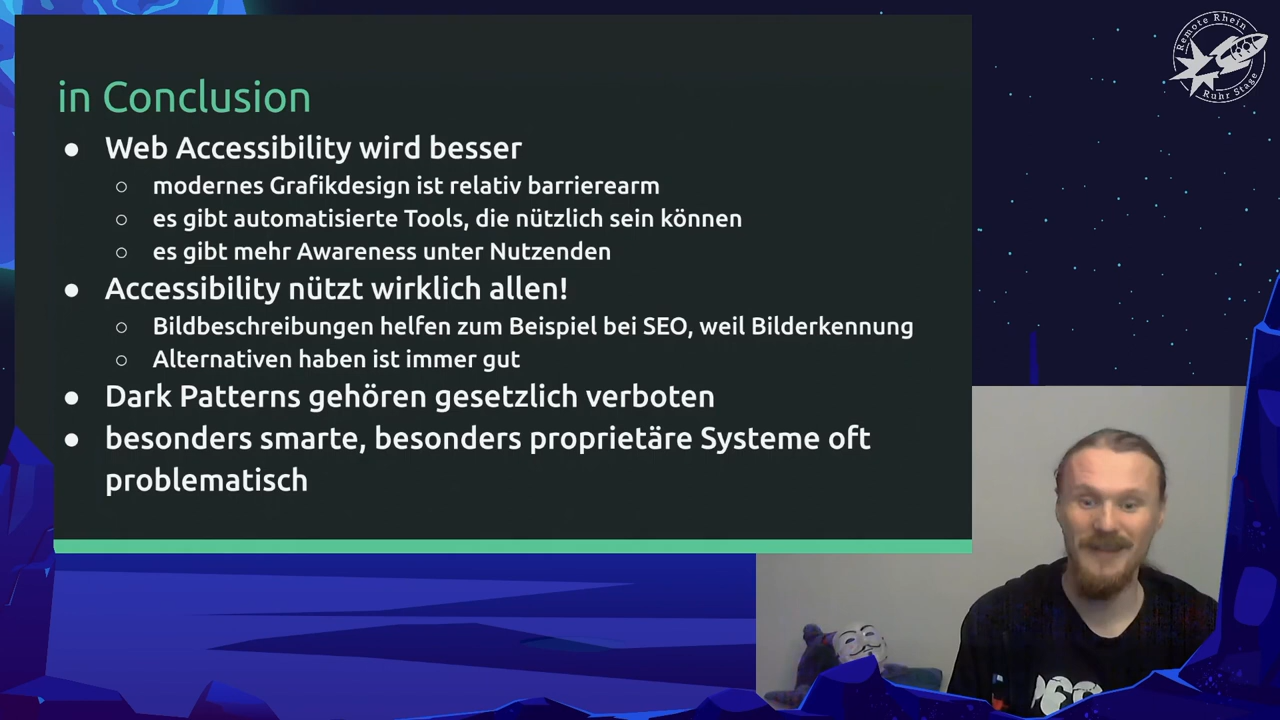 in Conclusion
● Web Accessibility wird besser
○ modernes Grafikdesign ist relativ barrierearm
○ es gibt automatisierte Tools, die nützlich sein können
○ es gibt mehr Awareness unter Nutzenden
● Accessibility nützt wirklich allen!
○ Bildbeschreibungen helfen zum Beispiel bei SEO, weil Bilderkennung
○ Alternativen haben ist immer gut
● Dark Patterns gehören gesetzlich verboten
● besonders smarte, besonders proprietäre Systeme oft
problematisch
Remote Rhein
Ruhr Stage